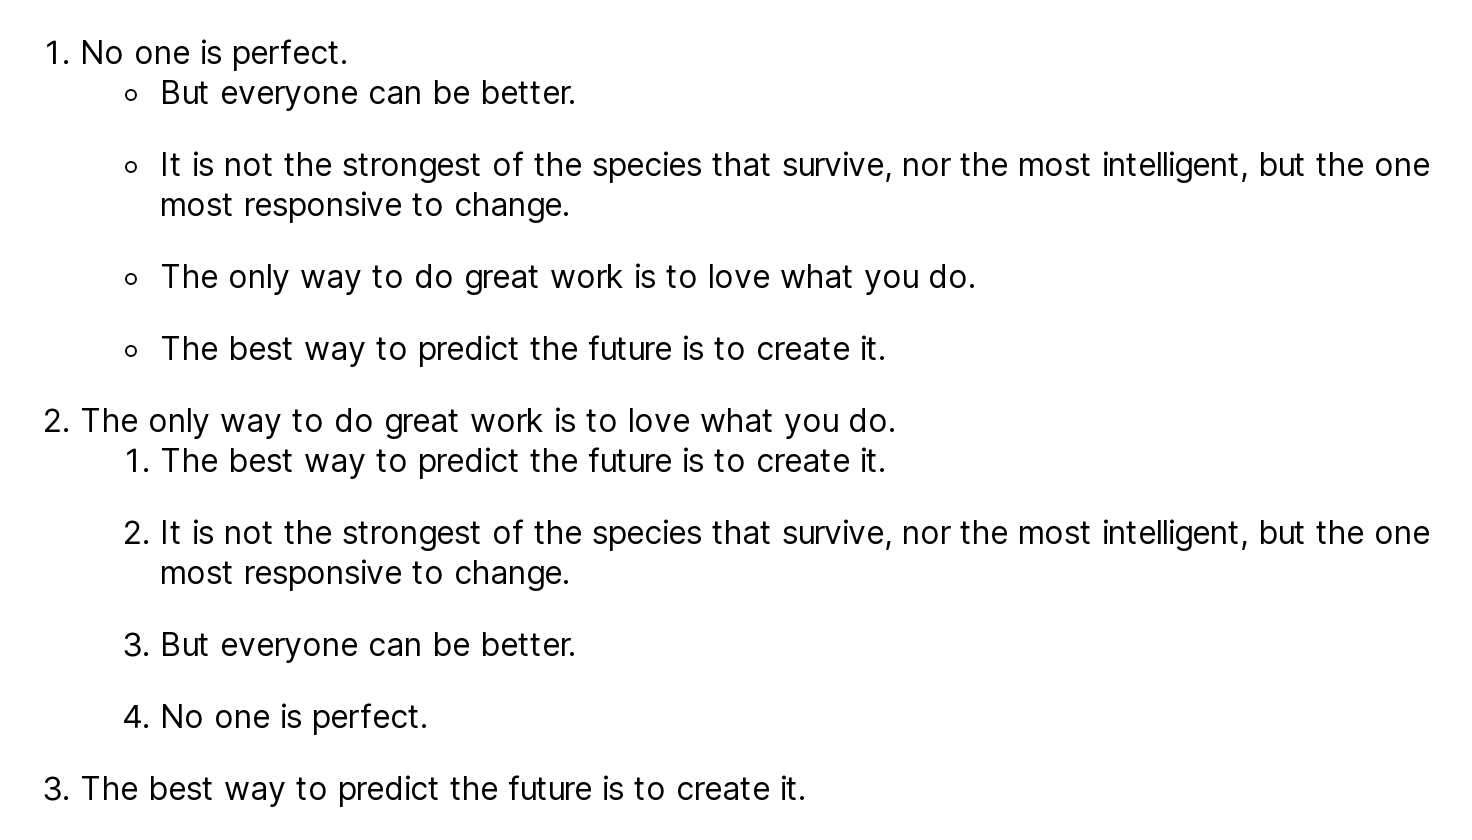 1. No one is perfect.
◦ But everyone can be better.
◦ It is not the strongest of the species that survive, nor the most intelligent, but the one
most responsive to change.
◦ The only way to do great work is to love what you do.
◦ The best way to predict the future is to create it.
2. The only way to do great work is to love what you do.
1. The best way to predict the future is to create it.
2. It is not the strongest of the species that survive, nor the most intelligent, but the one
most responsive to change.
3. But everyone can be better.
4. No one is perfect.
3. The best way to predict the future is to create it.